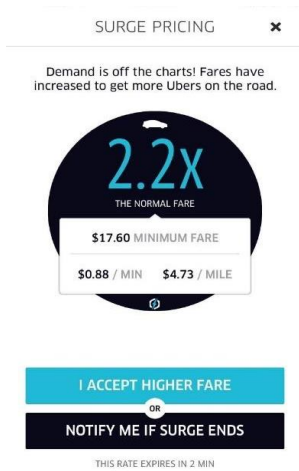 SURGE PRICING ×
Demand is off the charts! Fares have
increased to get more Ubers on the road.
2.2X
THE NORMAL FARE
$17.60 MINIMUM FARE
$0.88 / MIN $4.73 / MILE
I ACCEPT HIGHER FARE
OR
NOTIFY ME IF SURGE ENDS
THIS RATE EXPIRES IN 2 MIN